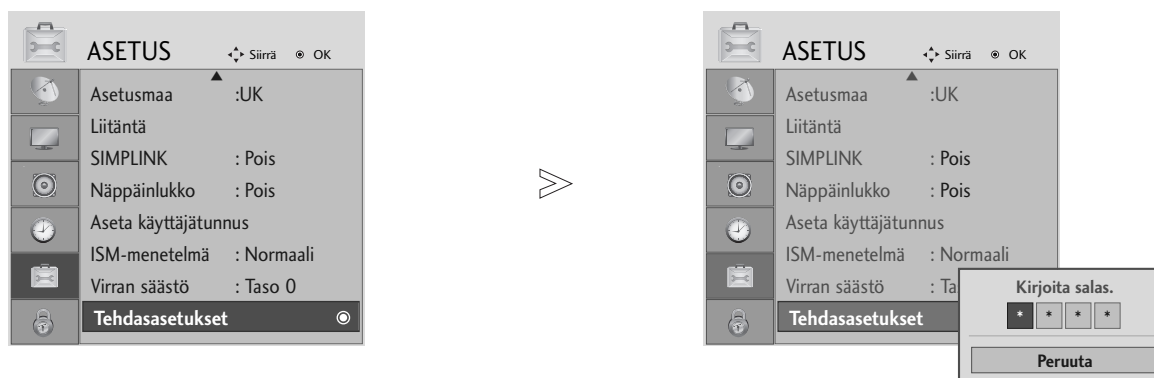 ASETUS Siirrä OK
Asetusmaa :UK
Liitäntä
SIMPLINK : Pois
Näppäinlukko : Pois
Aseta käyttäjätunnus
ISM-menetelmä : Normaali
Virran säästö : Taso 0
Tehdasasetukset
ASETUS Siirrä OK
Asetusmaa :UK
Liitäntä
SIMPLINK : Pois
Näppäinlukko : Pois
Aseta käyttäjätunnus
ISM-menetelmä : Normaali
Virran säästö : Ta
Tehdasasetukset
Kirjoita salas.
* * * *
Peruuta